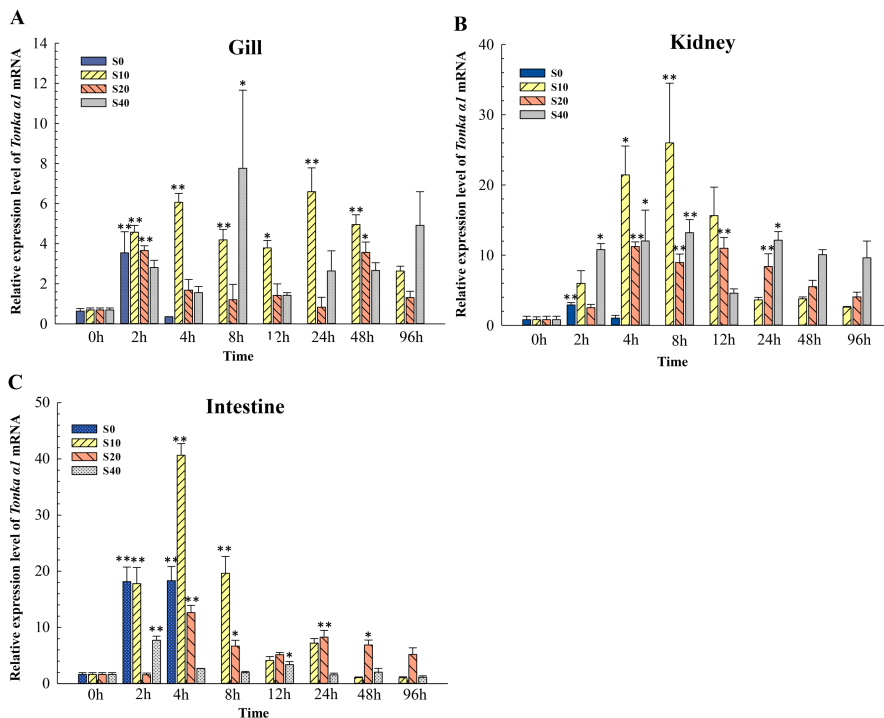 A
Gill
Relative expression level of Tonka α1 mRNA
14
12
10
8
6
4
2
0
S0
S10
S20
S40
** ** **
**
** *
*
**
** *
0h 2h 4h 8h 12h 24h 48h 96h
Time
B
Kidney
Relative expression level of Tonka α1 mRNA
40
30
20
10
0
S0
S10
S20
S40
** *
* ** *
** ** **
**
** *
0h 2h 4h 8h 12h 24h 48h 96h
Time
C
Intestine
Relative expression level of Tonka α1 mRNA
50
40
30
20
10
0
S0
S10
S20
S40
** ** **
** ** **
** *
*
**
*
0h 2h 4h 8h 12h 24h 48h 96h
Time